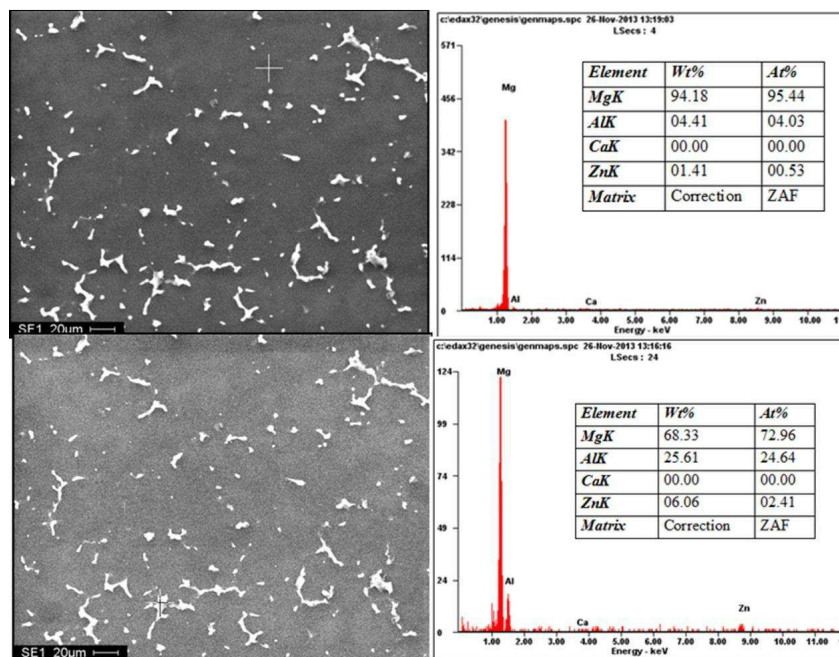 c:\edax32\genesis\genmaps.spc 26-Nov-2013 13:19:03
LSecs : 4
571
456
342
228
114
0
Mg
Al
Ca
Zn
1.00 2.00 3.00 4.00 5.00 6.00 7.00 8.00 9.00 10.00 11.0
Energy - keV
Element Wt% At%
MgK 94.18 95.44
AlK 04.41 04.03
CaK 00.00 00.00
ZnK 01.41 00.53
Matrix Correction ZAF
SE1 20µm
c:\edax32\genesis\genmaps.spc 26-Nov-2013 13:16:16
LSecs : 24
124
99
74
49
24
0
Mg
Al
Ca
Zn
1.00 2.00 3.00 4.00 5.00 6.00 7.00 8.00 9.00 10.00 11.00
Energy - keV
Element Wt% At%
MgK 68.33 72.96
AlK 25.61 24.64
CaK 00.00 00.00
ZnK 06.06 02.41
Matrix Correction ZAF
SE1 20µm